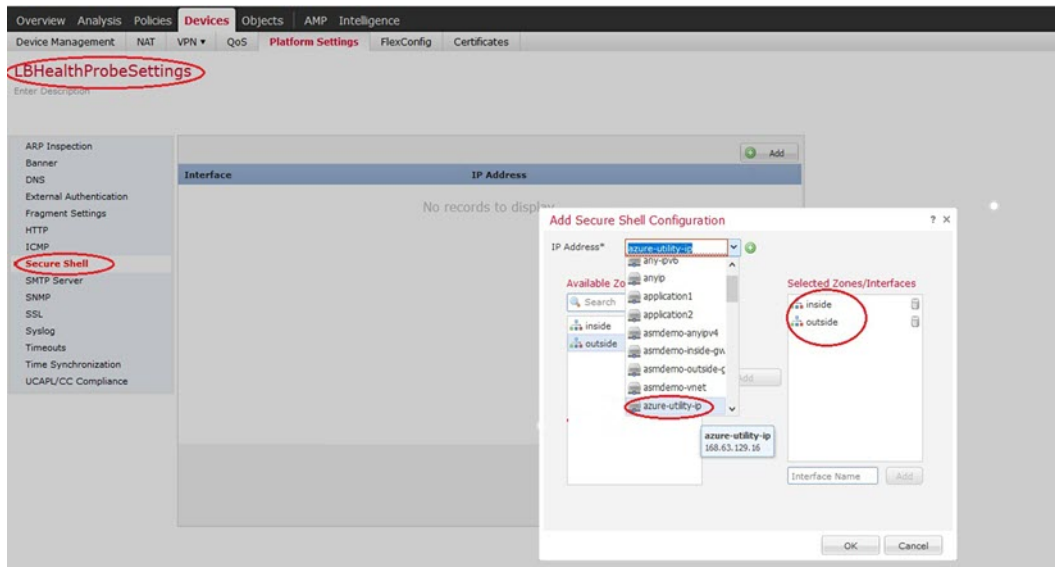 Overview Analysis Policies Devices Objects AMP Intelligence
Device Management NAT VPN ▾ QoS Platform Settings FlexConfig Certificates
LBHealthProbeSettings
Enter Description
ARP Inspection
Banner
DNS
External Authentication
Fragment Settings
HTTP
ICMP
Secure Shell
SMTP Server
SNMP
SSL
Syslog
Timeouts
Time Synchronization
UCAPL/CC Compliance
Add
Interface IP Address
No records to display
Add Secure Shell Configuration ? ×
IP Address* azure-utility-ip
any-ipv6
anyip
application1
application2
asmdemo-anyipv4
asmdemo-inside-gw
asmdemo-outside-g
asmdemo-vnet
azure-utility-ip
azure-utility-ip
168.63.129.16
Available Zo
Search
inside
outside
Add
Selected Zones/Interfaces
inside
outside
Interface Name Add
OK Cancel